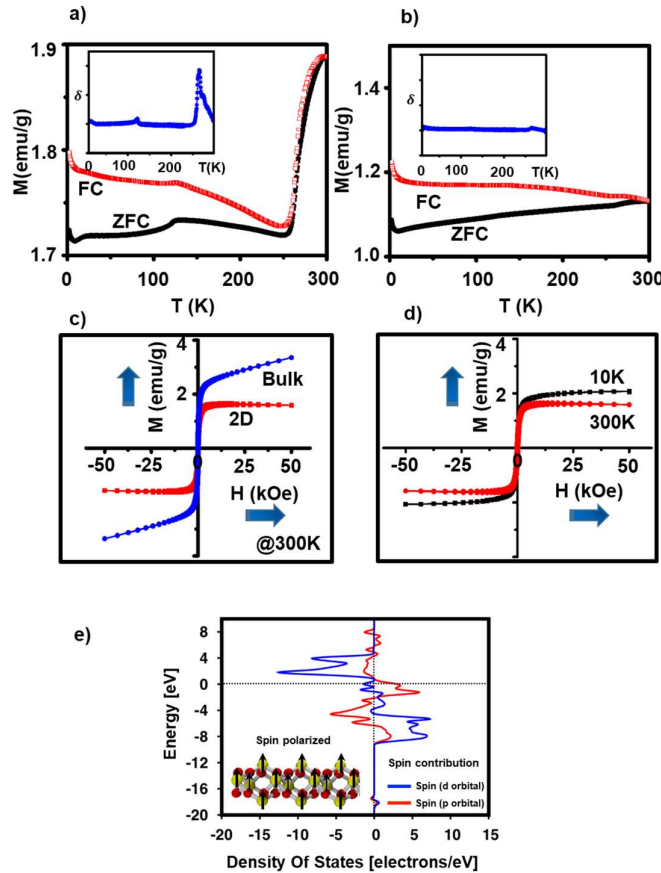 a)
1.9
1.8
1.7
M(emu/g)
δ
0 100 200 T(K)
FC
ZFC
0 100 200 300
T (K)
b)
1.4
1.2
1.0
M(emu/g)
δ
0 100 200 T(K)
FC
ZFC
0 100 200 300
T (K)
c)
M (emu/g)
4
2
Bulk
2D
-50 -25 0 25 50
H (kOe)
@300K
d)
M (emu/g)
4
2
10K
300K
-50 -25 0 25 50
H (kOe)
e)
Energy [eV]
8
4
0
-4
-8
-12
-16
-20
Spin polarized
Spin contribution
Spin (d orbital)
Spin (p orbital)
-20 -15 -10 -5 0 5 10 15
Density Of States [electrons/eV]